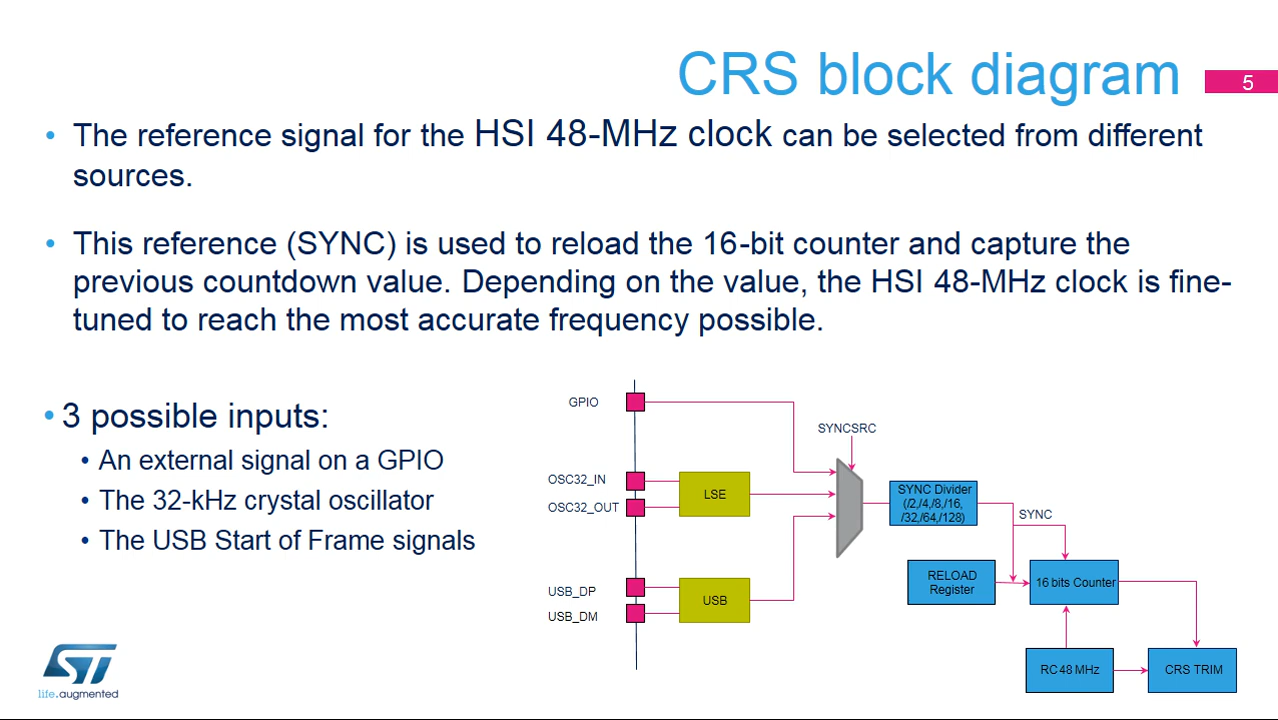 CRS block diagram
5
• The reference signal for the HSI 48-MHz clock can be selected from different
sources.
• This reference (SYNC) is used to reload the 16-bit counter and capture the
previous countdown value. Depending on the value, the HSI 48-MHz clock is fine-
tuned to reach the most accurate frequency possible.
• 3 possible inputs:
• An external signal on a GPIO
• The 32-kHz crystal oscillator
• The USB Start of Frame signals
GPIO
SYNCSRC
OSC32_IN
OSC32_OUT
LSE
SYNC Divider
(/2,/4,/8,/16,
/32,/64,/128)
SYNC
USB_DP
USB_DM
USB
RELOAD
Register
16 bits Counter
RC 48 MHz
CRS TRIM
ST
life.augmented